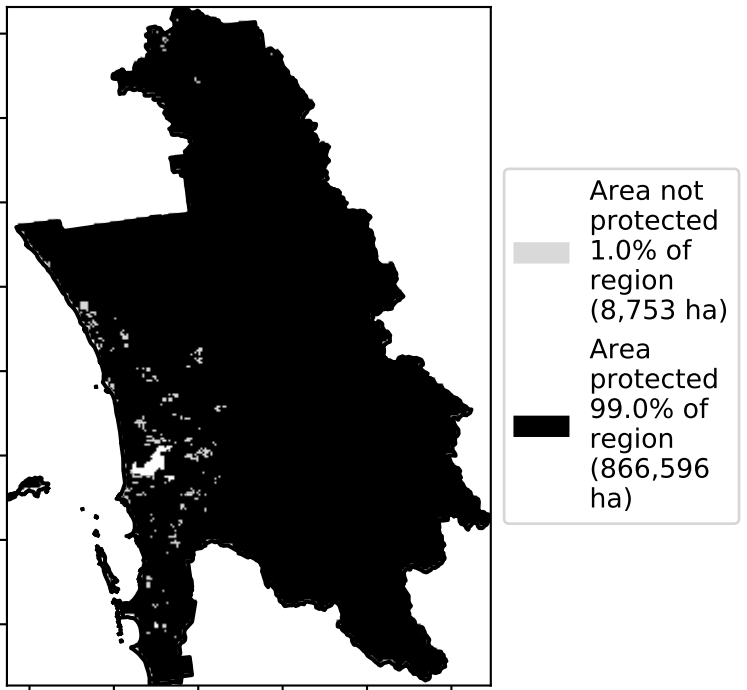 Area not
protected
1.0% of
region
(8,753 ha)
Area
protected
99.0% of
region
(866,596
ha)